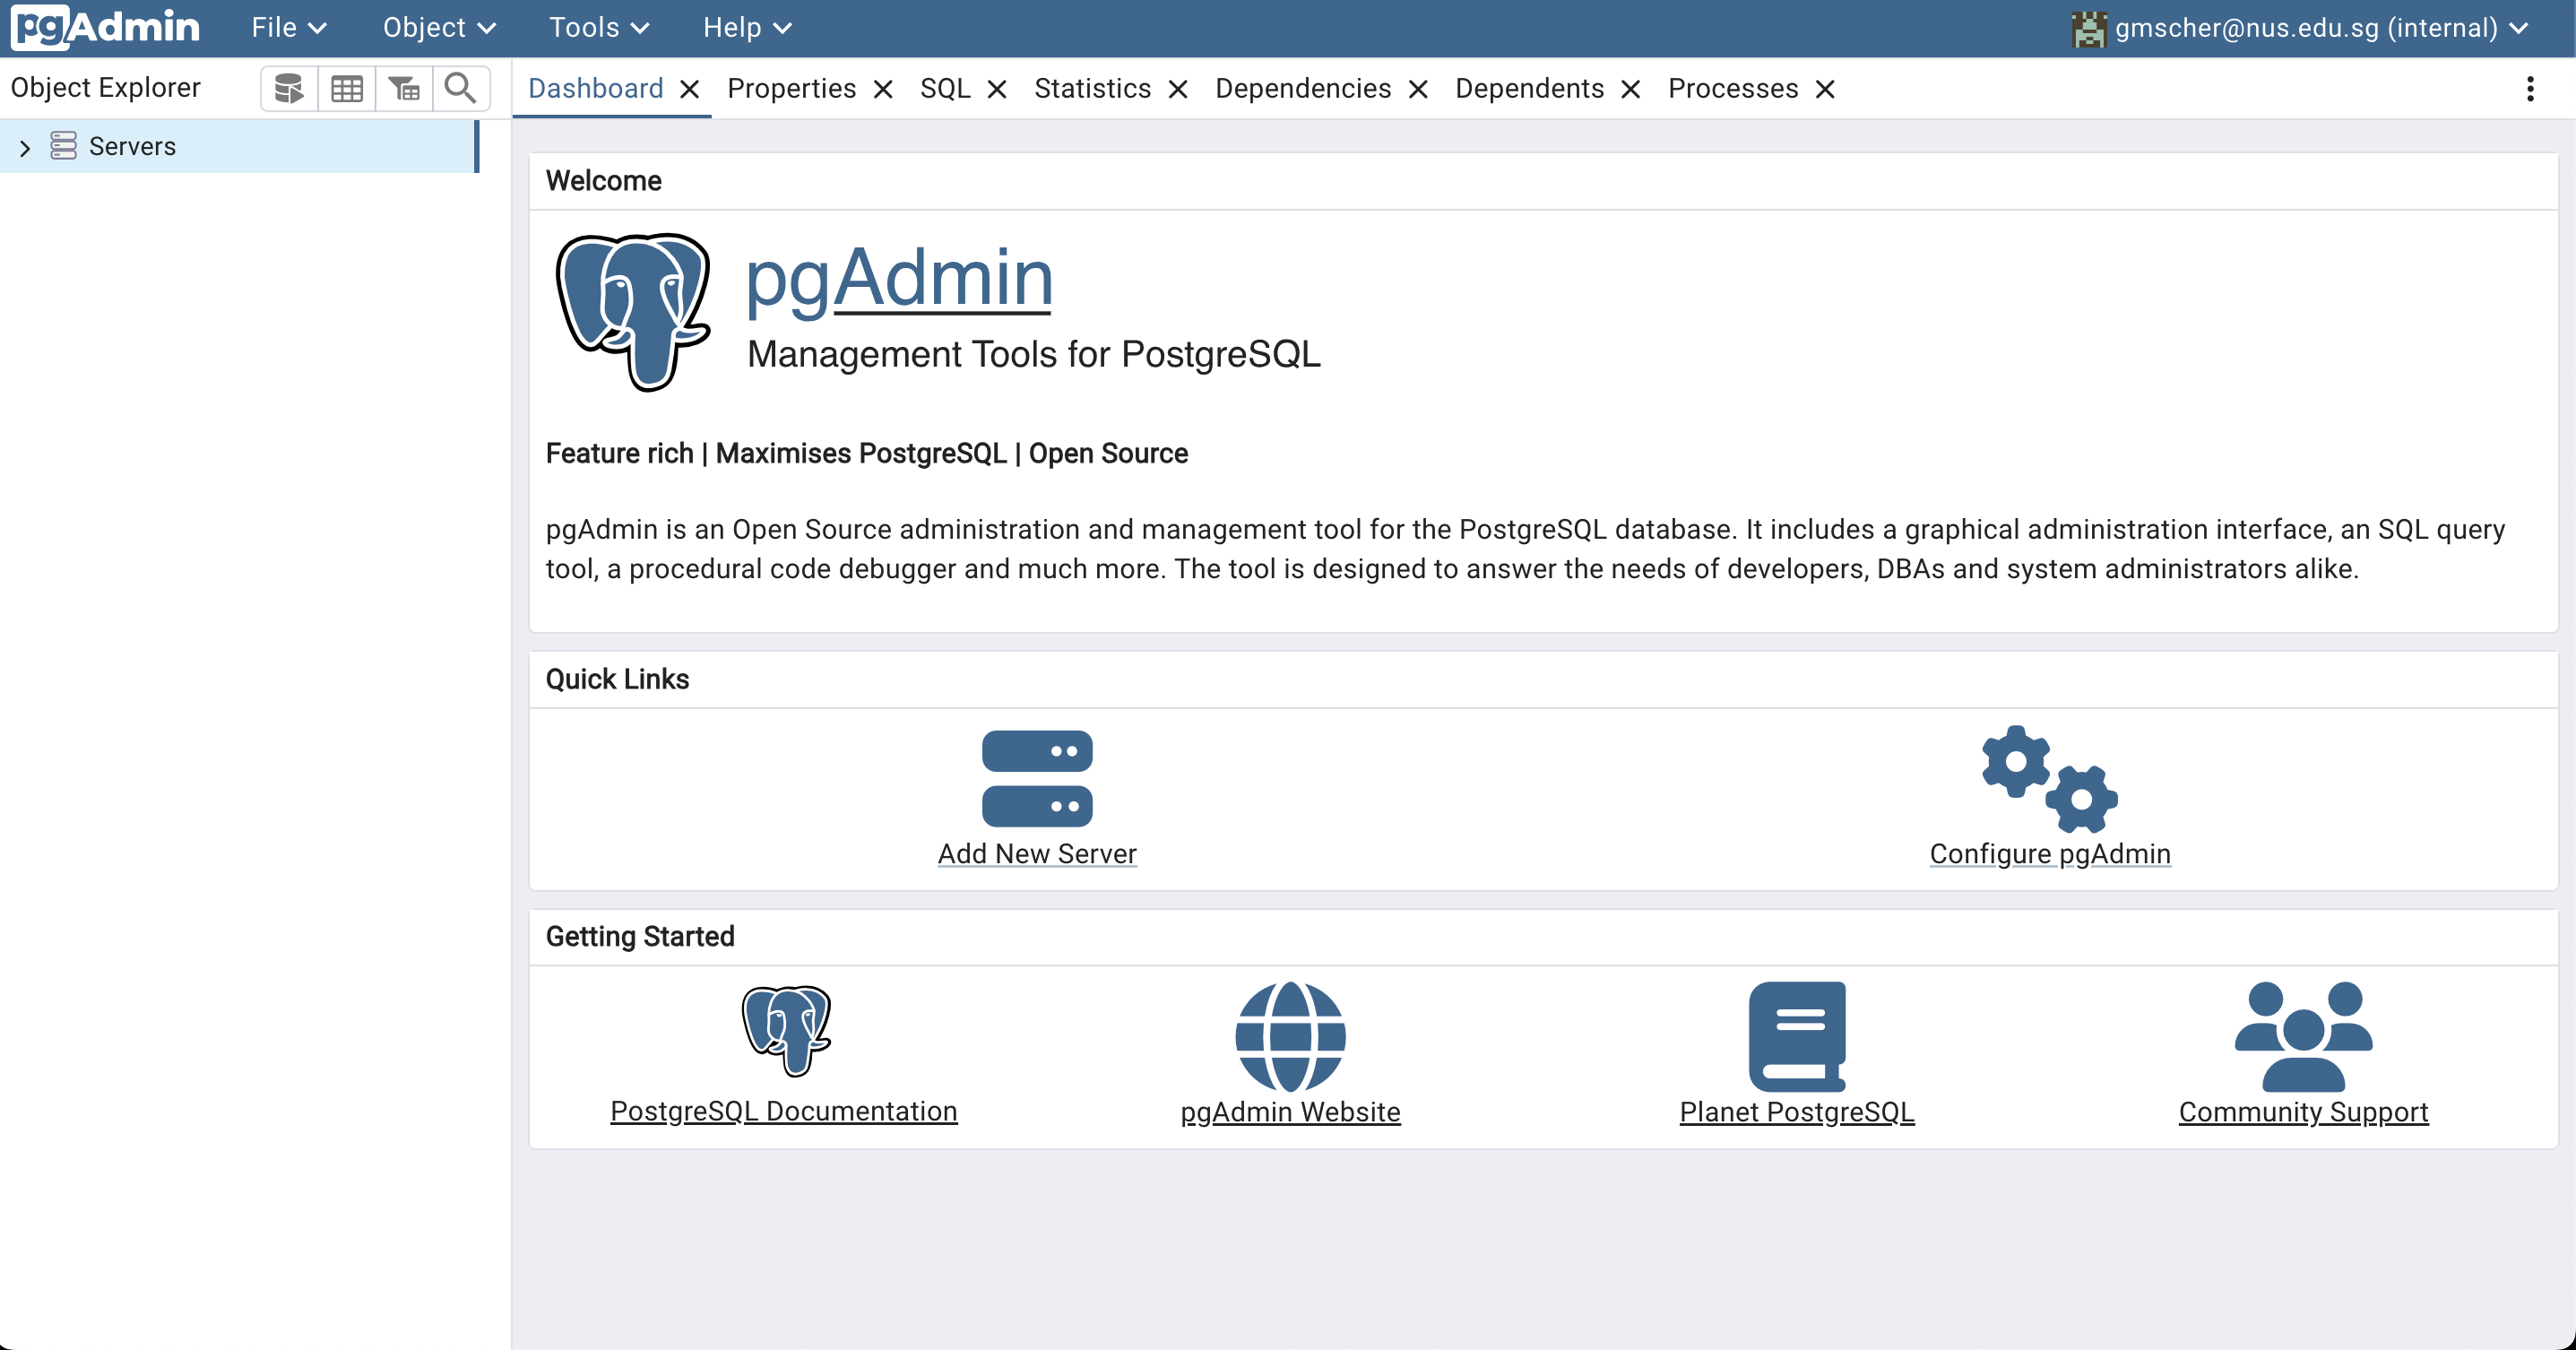 pgAdmin File Object Tools Help gmscher@nus.edu.sg (internal)
Object Explorer
Dashboard Properties SQL Statistics Dependencies Dependents Processes
Servers
Welcome
pgAdmin
Management Tools for PostgreSQL
Feature rich | Maximises PostgreSQL | Open Source
pgAdmin is an Open Source administration and management tool for the PostgreSQL database. It includes a graphical administration interface, an SQL query
tool, a procedural code debugger and much more. The tool is designed to answer the needs of developers, DBAs and system administrators alike.
Quick Links
Add New Server
Configure pgAdmin
Getting Started
PostgreSQL Documentation
pgAdmin Website
Planet PostgreSQL
Community Support